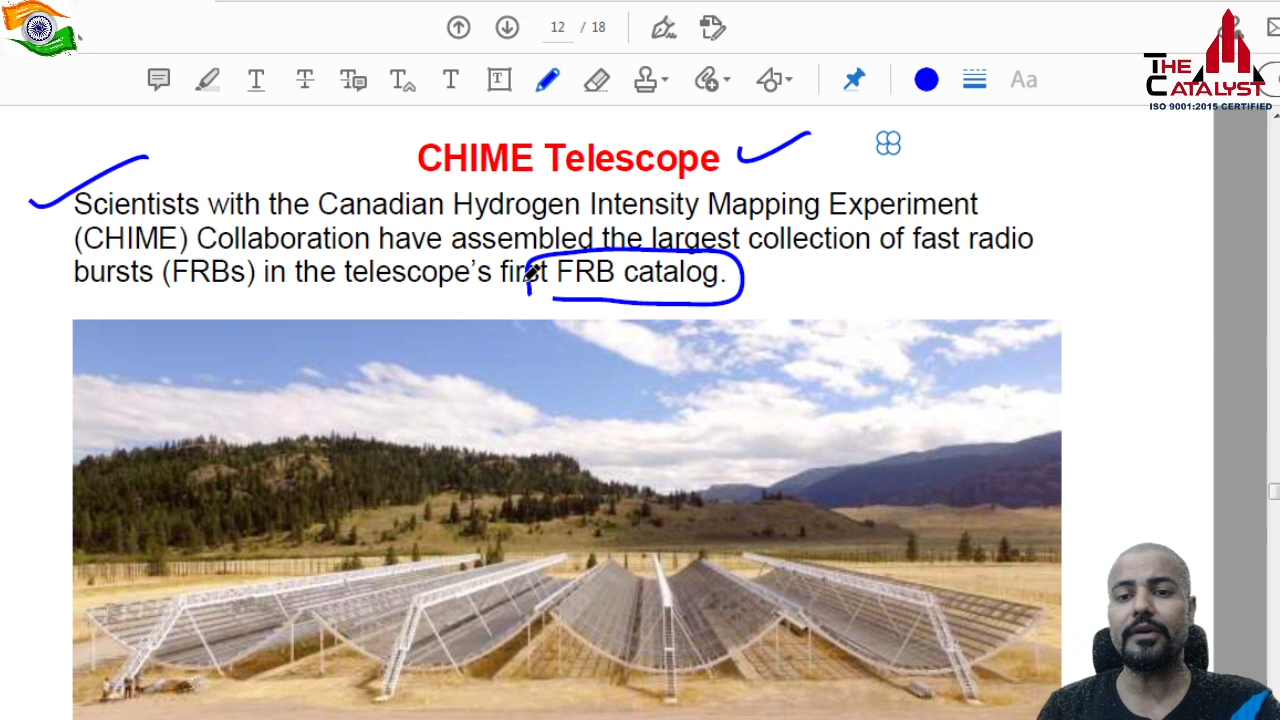 12 / 18
Aa
THE
CATALYST
ISO 9001:2015 CERTIFIED
CHIME Telescope
Scientists with the Canadian Hydrogen Intensity Mapping Experiment
(CHIME) Collaboration have assembled the largest collection of fast radio
bursts (FRBs) in the telescope's first FRB catalog.